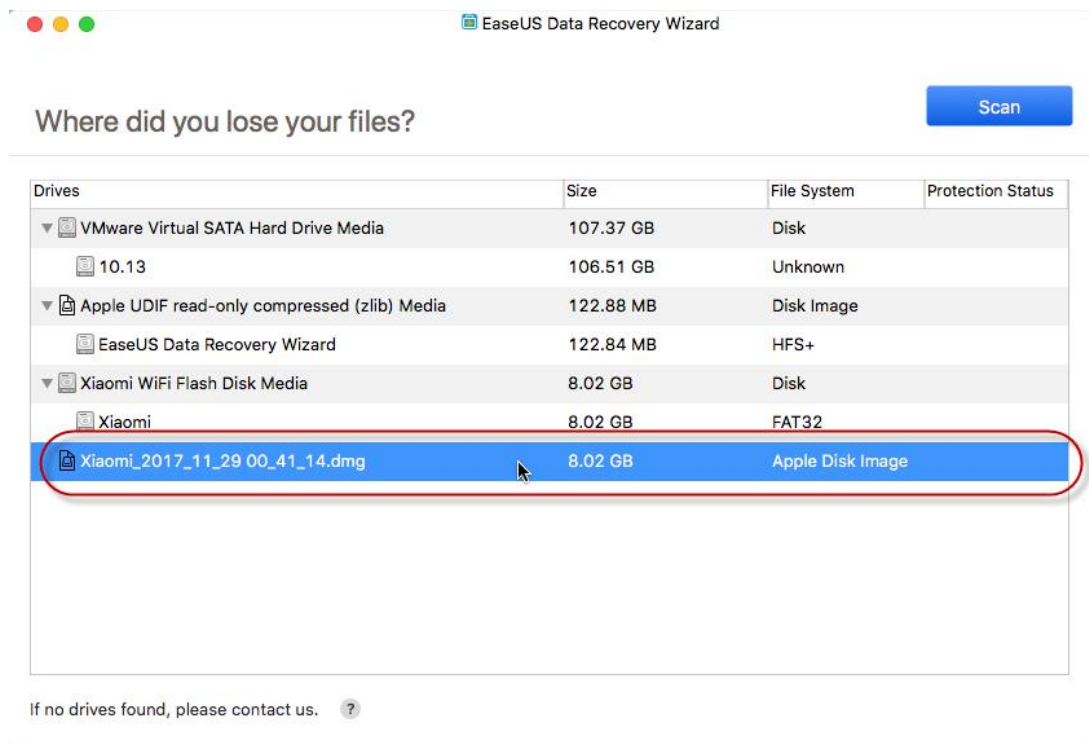 EaseUS Data Recovery Wizard
Where did you lose your files?
Scan
Drives Size File System Protection Status
VMware Virtual SATA Hard Drive Media 107.37 GB Disk
10.13 106.51 GB Unknown
Apple UDIF read-only compressed (zlib) Media 122.88 MB Disk Image
EaseUS Data Recovery Wizard 122.84 MB HFS+
Xiaomi WiFi Flash Disk Media 8.02 GB Disk
Xiaomi 8.02 GB FAT32
Xiaomi_2017_11_29 00_41_14.dmg 8.02 GB Apple Disk Image
If no drives found, please contact us. ?